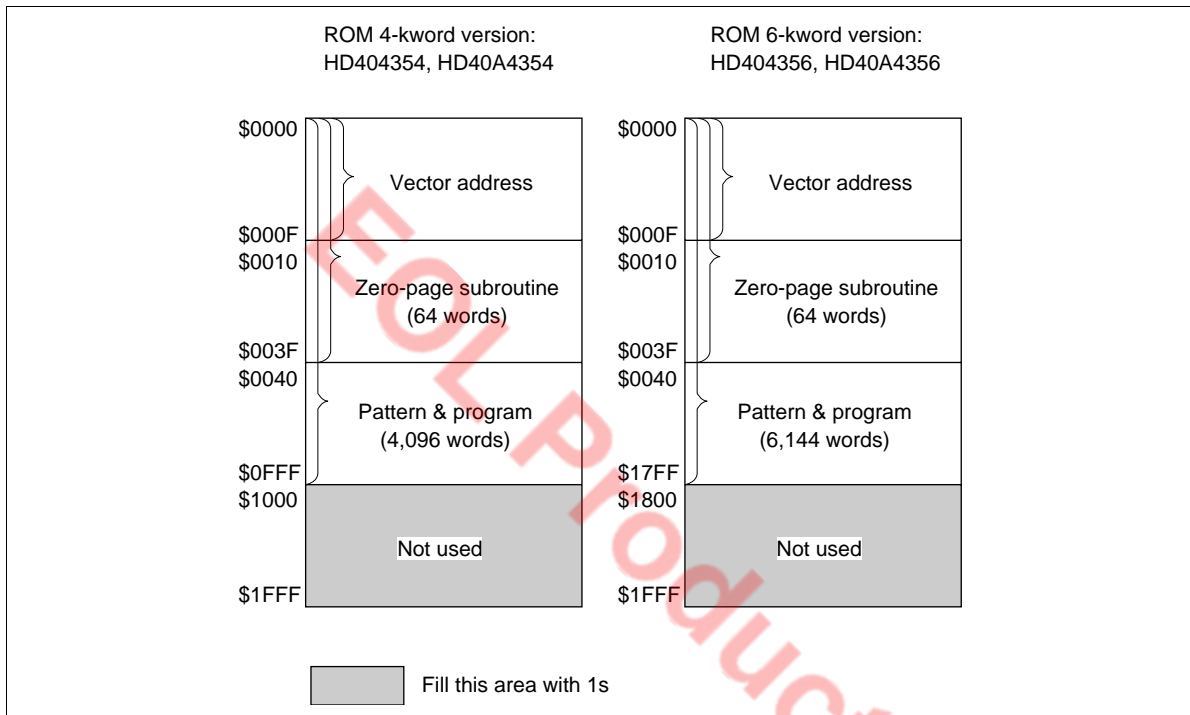 ROM 4-kword version:
HD404354, HD40A4354
$0000
Vector address
$000F
$0010
Zero-page subroutine
(64 words)
$003F
$0040
Pattern & program
(4,096 words)
$0FFF
$1000
Not used
$1FFF
ROM 6-kword version:
HD404356, HD40A4356
$0000
Vector address
$000F
$0010
Zero-page subroutine
(64 words)
$003F
$0040
Pattern & program
(6,144 words)
$17FF
$1800
Not used
$1FFF
Fill this area with 1s
EOL Product